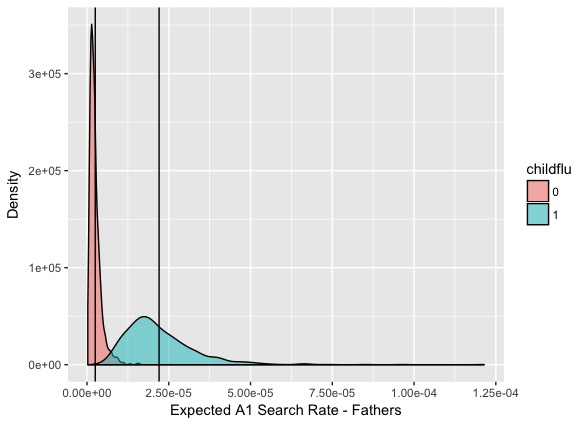 3e+05
2e+05
1e+05
0e+00
Density
0.00e+00 2.50e-05 5.00e-05 7.50e-05 1.00e-04 1.25e-04
Expected A1 Search Rate - Fathers
childflu
0
1